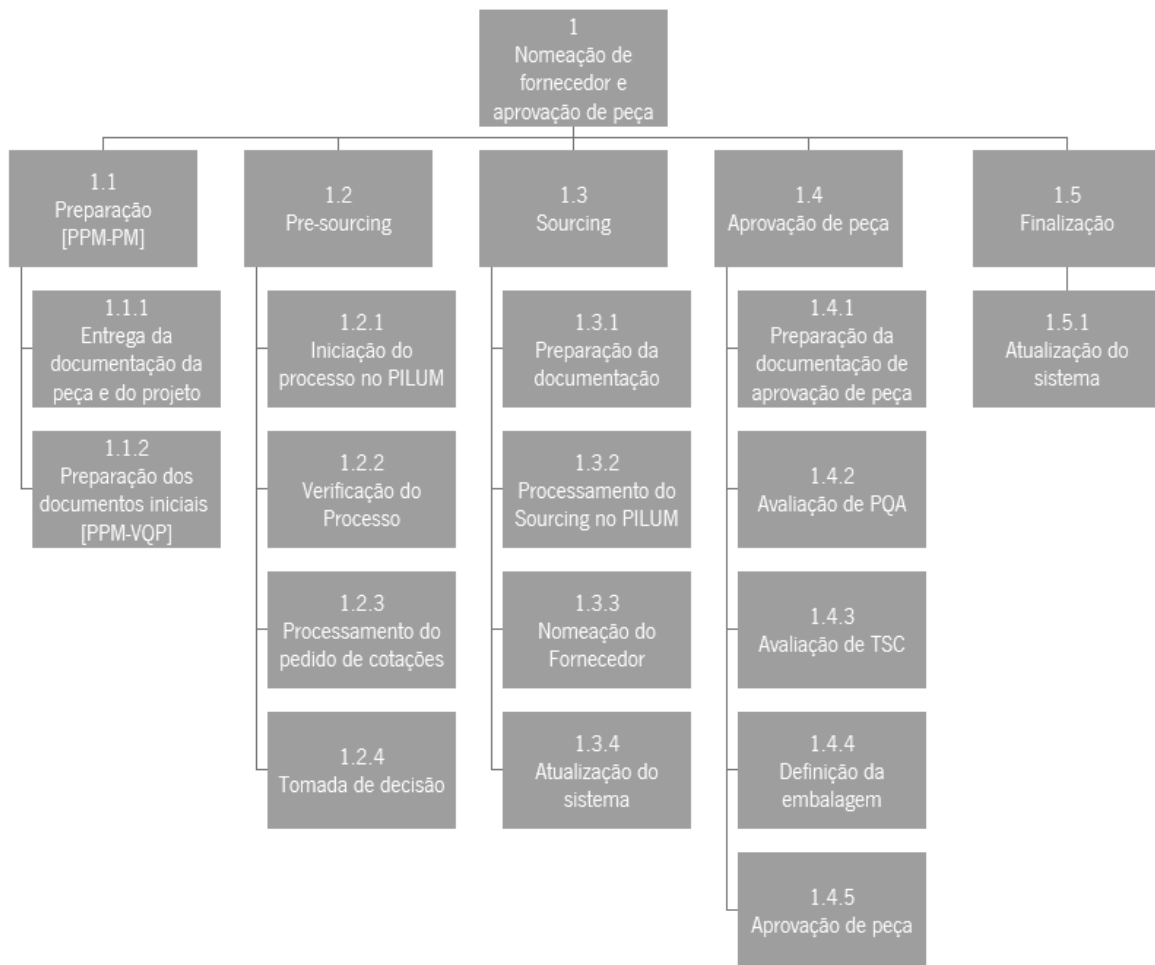 1
Nomeação de
fornecedor e
aprovação de peça
1.1
Preparação
[PPM-PM]
1.1.1
Entrega da
documentação da
peça e do projeto
1.1.2
Preparação dos
documentos iniciais
[PPM-VQP]
1.2
Pre-sourcing
1.2.1
Iniciação do
processo no PILUM
1.2.2
Verificação do
Processo
1.2.3
Processamento do
pedido de cotações
1.2.4
Tomada de decisão
1.3
Sourcing
1.3.1
Preparação da
documentação
1.3.2
Processamento do
Sourcing no PILUM
1.3.3
Nomeação do
Fornecedor
1.3.4
Atualização do
sistema
1.4
Aprovação de peça
1.4.1
Preparação da
documentação de
aprovação de peça
1.4.2
Avaliação de PQA
1.4.3
Avaliação de TSC
1.4.4
Definição da
embalagem
1.4.5
Aprovação de peça
1.5
Finalização
1.5.1
Atualização do
sistema